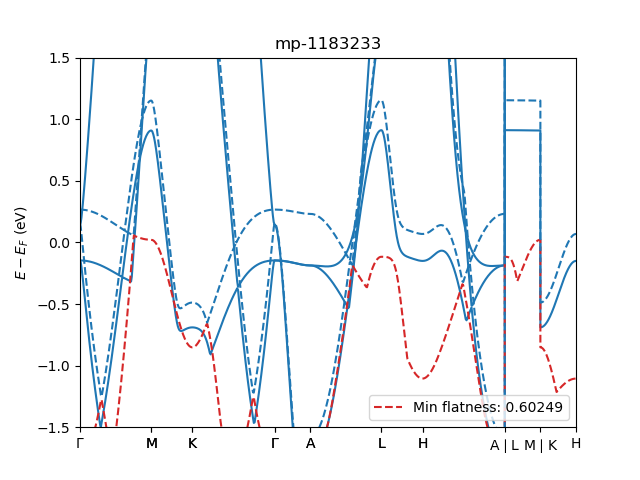 mp-1183233
E − E_F (eV)
1.5
1.0
0.5
0.0
−0.5
−1.0
−1.5
Min flatness: 0.60249
Γ M K Γ A L H A | L M | K H